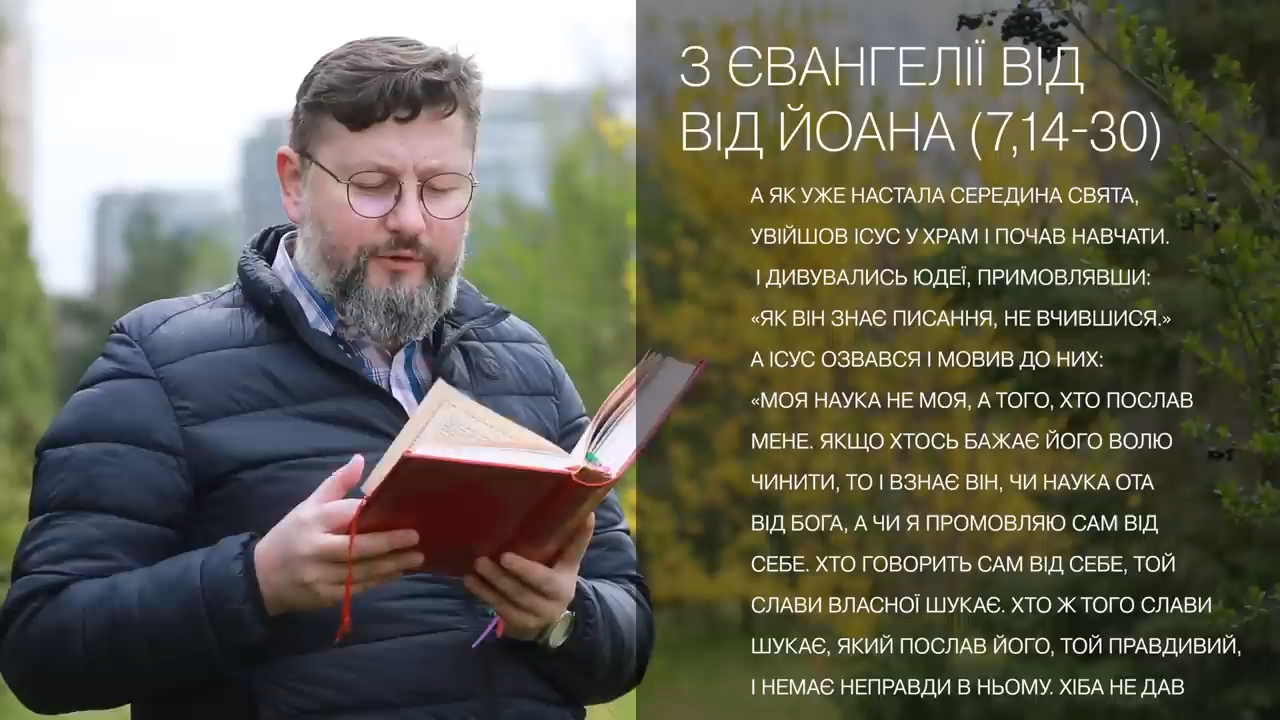 З ЄВАНГЕЛІЇ ВІД
ВІД ЙОАНА (7,14-30)
А ЯК УЖЕ НАСТАЛА СЕРЕДИНА СВЯТА,
УВІЙШОВ ІСУС У ХРАМ І ПОЧАВ НАВЧАТИ.
І ДИВУВАЛИСЬ ЮДЕЇ, ПРИМОВЛЯВШИ:
«ЯК ВІН ЗНАЄ ПИСАННЯ, НЕ ВЧИВШИСЯ.»
А ІСУС ОЗВАВСЯ І МОВИВ ДО НИХ:
«МОЯ НАУКА НЕ МОЯ, А ТОГО, ХТО ПОСЛАВ
МЕНЕ. ЯКЩО ХТОСЬ БАЖАЄ ЙОГО ВОЛЮ
ЧИНИТИ, ТО І ВЗНАЄ ВІН, ЧИ НАУКА ОТА
ВІД БОГА, А ЧИ Я ПРОМОВЛЯЮ САМ ВІД
СЕБЕ. ХТО ГОВОРИТЬ САМ ВІД СЕБЕ, ТОЙ
СЛАВИ ВЛАСНОЇ ШУКАЄ. ХТО Ж ТОГО СЛАВИ
ШУКАЄ, ЯКИЙ ПОСЛАВ ЙОГО, ТОЙ ПРАВДИВИЙ,
І НЕМАЄ НЕПРАВДИ В НЬОМУ. ХІБА НЕ ДАВ